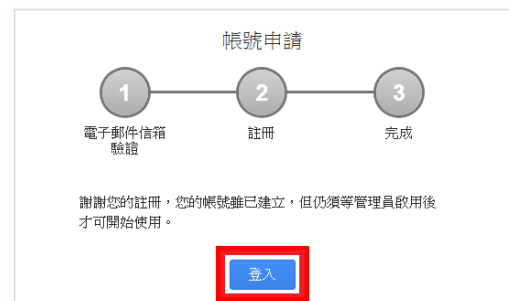 帳號申請
1 2 3
電子郵件信箱 註冊 完成
驗證
謝謝您的註冊，您的帳號雖已建立，但仍須等管理員啟用後
才可開始使用。
登入